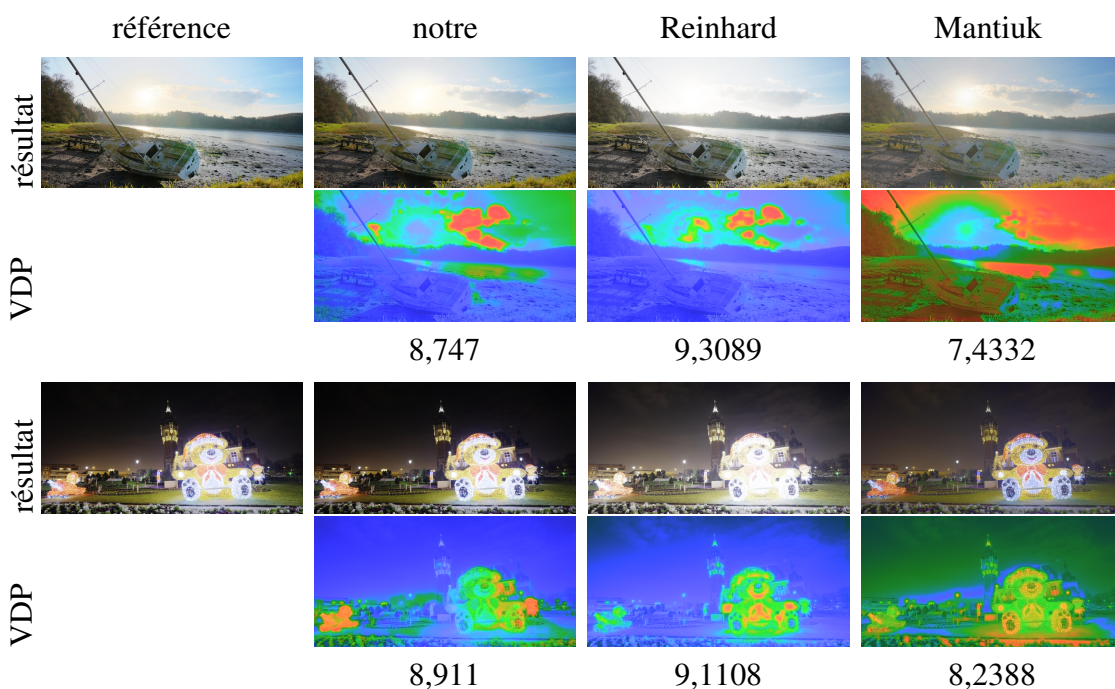 référence notre Reinhard Mantiuk
résultat
VDP
8,747 9,3089 7,4332
résultat
VDP
8,911 9,1108 8,2388